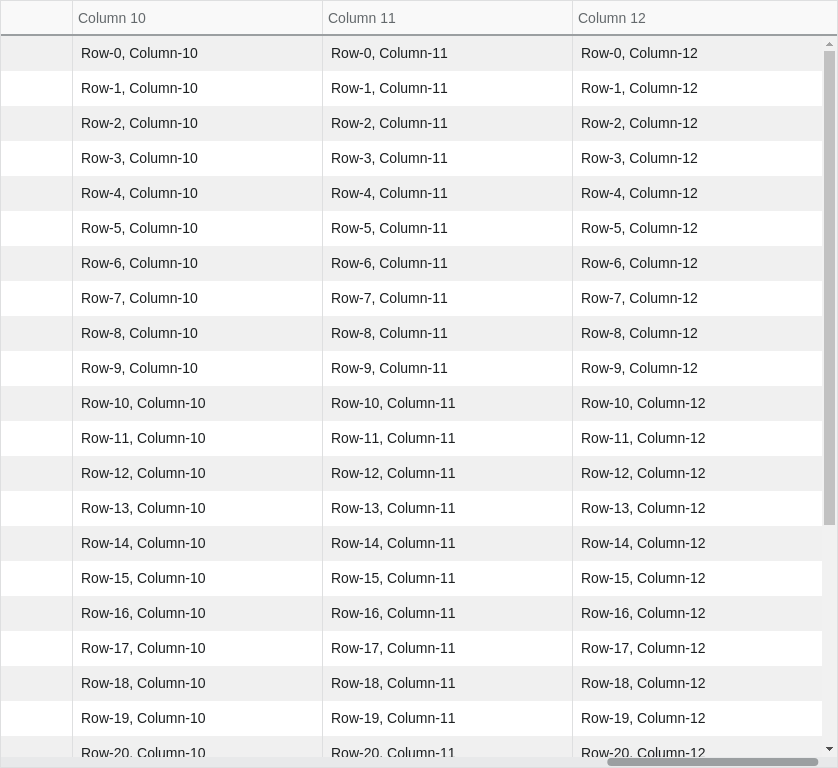 Column 10 Column 11 Column 12
Row-0, Column-10 Row-0, Column-11 Row-0, Column-12
Row-1, Column-10 Row-1, Column-11 Row-1, Column-12
Row-2, Column-10 Row-2, Column-11 Row-2, Column-12
Row-3, Column-10 Row-3, Column-11 Row-3, Column-12
Row-4, Column-10 Row-4, Column-11 Row-4, Column-12
Row-5, Column-10 Row-5, Column-11 Row-5, Column-12
Row-6, Column-10 Row-6, Column-11 Row-6, Column-12
Row-7, Column-10 Row-7, Column-11 Row-7, Column-12
Row-8, Column-10 Row-8, Column-11 Row-8, Column-12
Row-9, Column-10 Row-9, Column-11 Row-9, Column-12
Row-10, Column-10 Row-10, Column-11 Row-10, Column-12
Row-11, Column-10 Row-11, Column-11 Row-11, Column-12
Row-12, Column-10 Row-12, Column-11 Row-12, Column-12
Row-13, Column-10 Row-13, Column-11 Row-13, Column-12
Row-14, Column-10 Row-14, Column-11 Row-14, Column-12
Row-15, Column-10 Row-15, Column-11 Row-15, Column-12
Row-16, Column-10 Row-16, Column-11 Row-16, Column-12
Row-17, Column-10 Row-17, Column-11 Row-17, Column-12
Row-18, Column-10 Row-18, Column-11 Row-18, Column-12
Row-19, Column-10 Row-19, Column-11 Row-19, Column-12
Row-20, Column-10 Row-20, Column-11 Row-20, Column-12